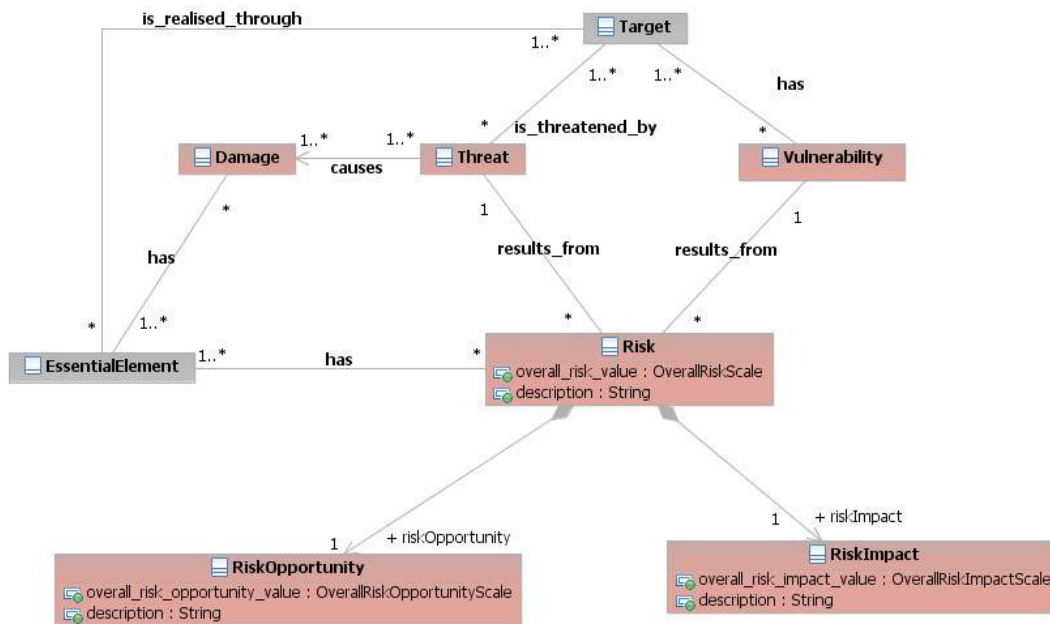 is_realised_through
Target
1..*
1..*
1..*
has
*
is_threatened_by
*
1..*
1..*
Damage
Threat
Vulnerability
causes
*
1
1
results_from
results_from
has
*
1..*
*
*
EssentialElement
1..*
has
*
Risk
overall_risk_value : OverallRiskScale
description : String
1
+ riskOpportunity
1
+ riskImpact
RiskOpportunity
overall_risk_opportunity_value : OverallRiskOpportunityScale
description : String
RiskImpact
overall_risk_impact_value : OverallRiskImpactScale
description : String